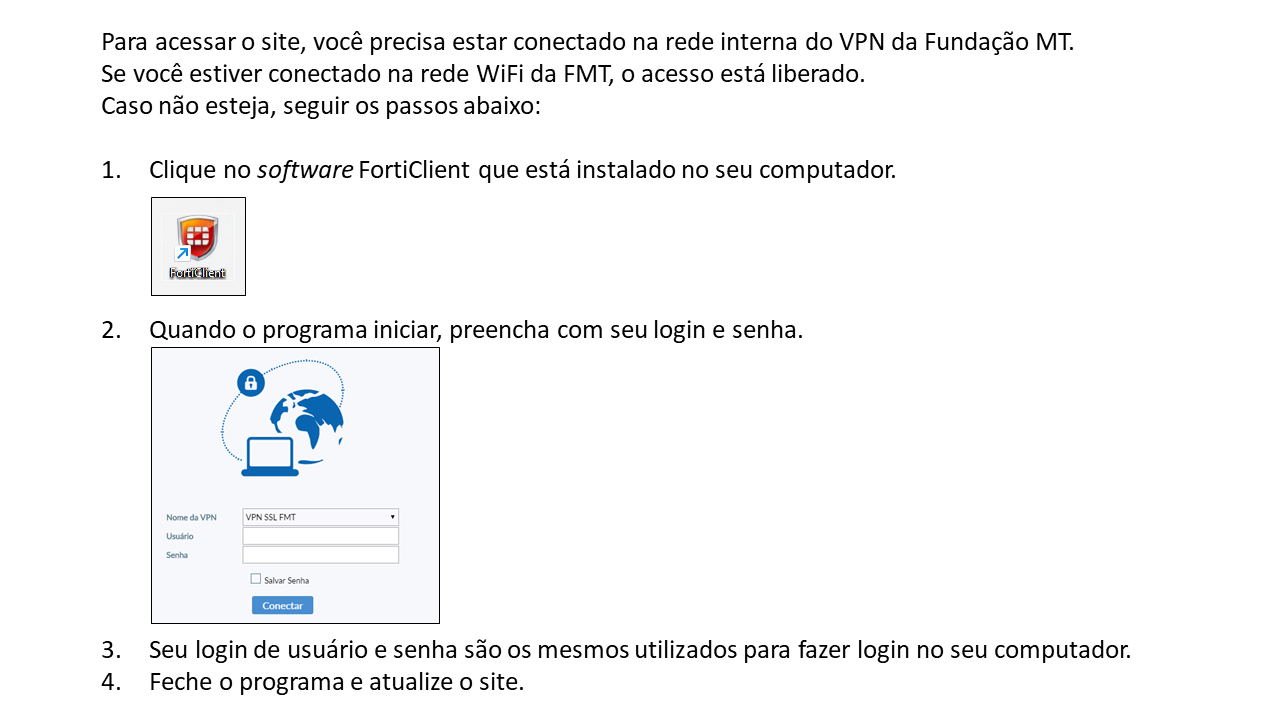 Para acessar o site, você precisa estar conectado na rede interna do VPN da Fundação MT.
Se você estiver conectado na rede WiFi da FMT, o acesso está liberado.
Caso não esteja, seguir os passos abaixo:
1. Clique no software FortiClient que está instalado no seu computador.
FortiClient
2. Quando o programa iniciar, preencha com seu login e senha.
Nome da VPN VPN SSL FMT
Usuário
Senha
Salvar Senha
Conectar
3. Seu login de usuário e senha são os mesmos utilizados para fazer login no seu computador.
4. Feche o programa e atualize o site.